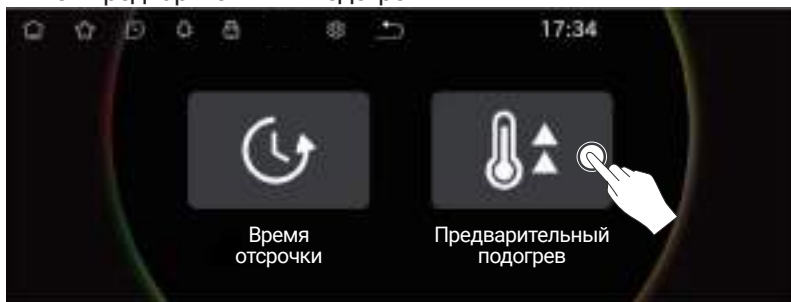 17:34
Время
отсрочки
Предварительный
подогрев